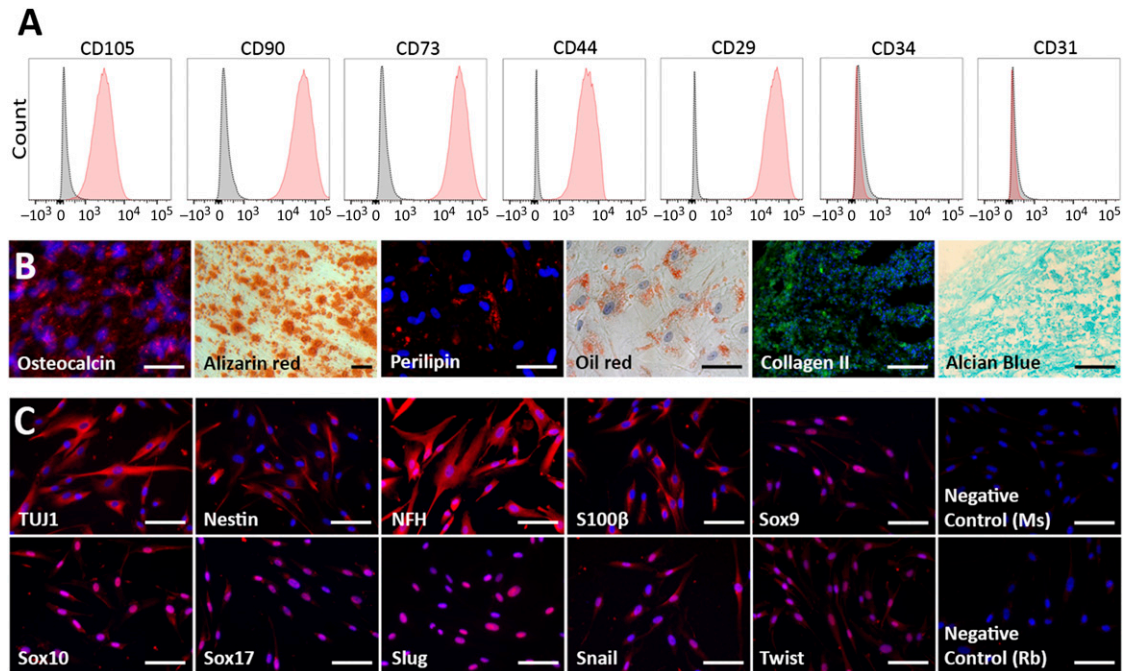 A
CD105 CD90 CD73 CD44 CD29 CD34 CD31
Count
–10³ 0 10³ 10⁴ 10⁵ –10³ 0 10³ 10⁴ 10⁵ –10³ 0 10³ 10⁴ 10⁵ –10³ 0 10³ 10⁴ 10⁵ –10³ 0 10³ 10⁴ 10⁵ –10³ 0 10³ 10⁴ 10⁵ –10³ 0 10³ 10⁴ 10⁵
B
Osteocalcin Alizarin red Perilipin Oil red Collagen II Alcian Blue
C
TUJ1 Nestin NFH S100β Sox9 Negative
Control (Ms)
Sox10 Sox17 Slug Snail Twist Negative
Control (Rb)